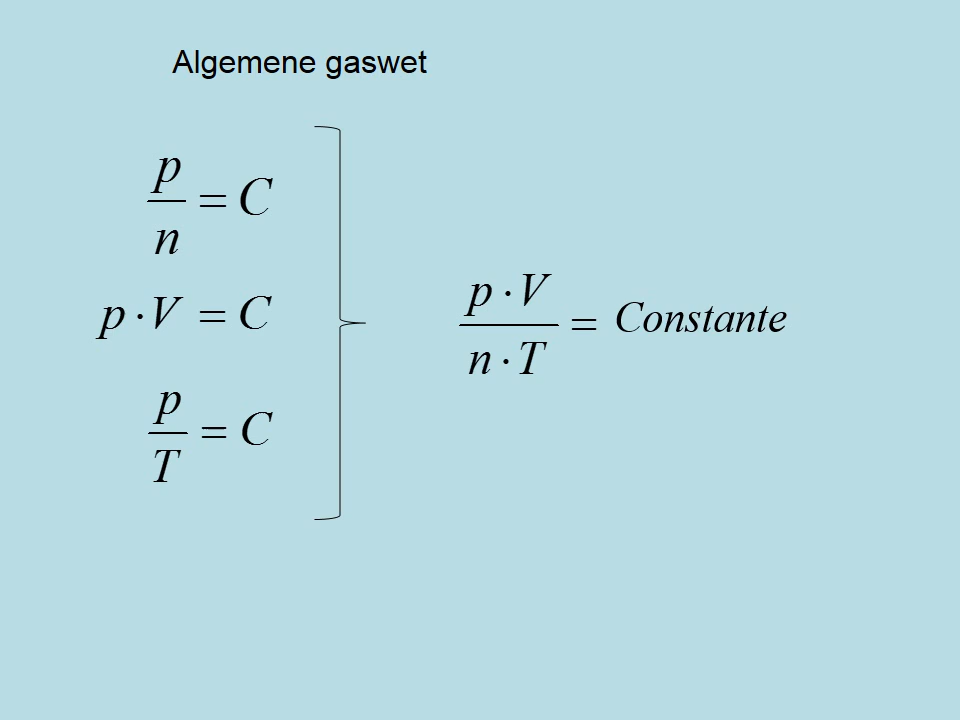 Algemene gaswet
p/n = C
p · V = C
p/T = C
p · V / n · T = Constante